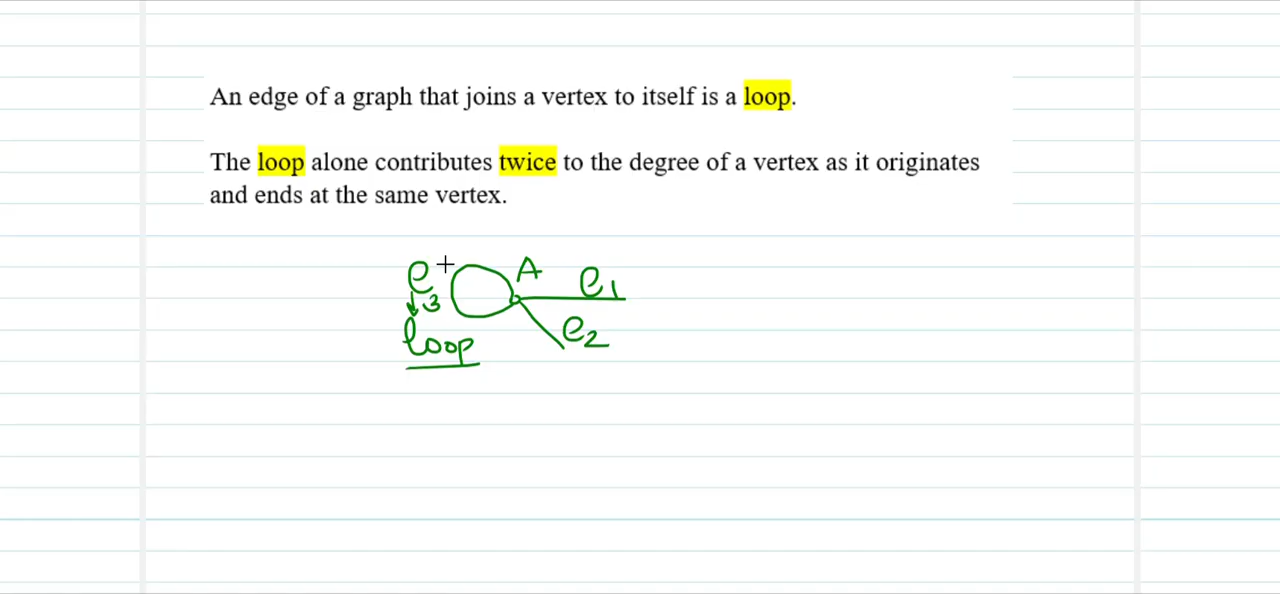 An edge of a graph that joins a vertex to itself is a loop.
The loop alone contributes twice to the degree of a vertex as it originates
and ends at the same vertex.
A
e3
e1
e2
loop